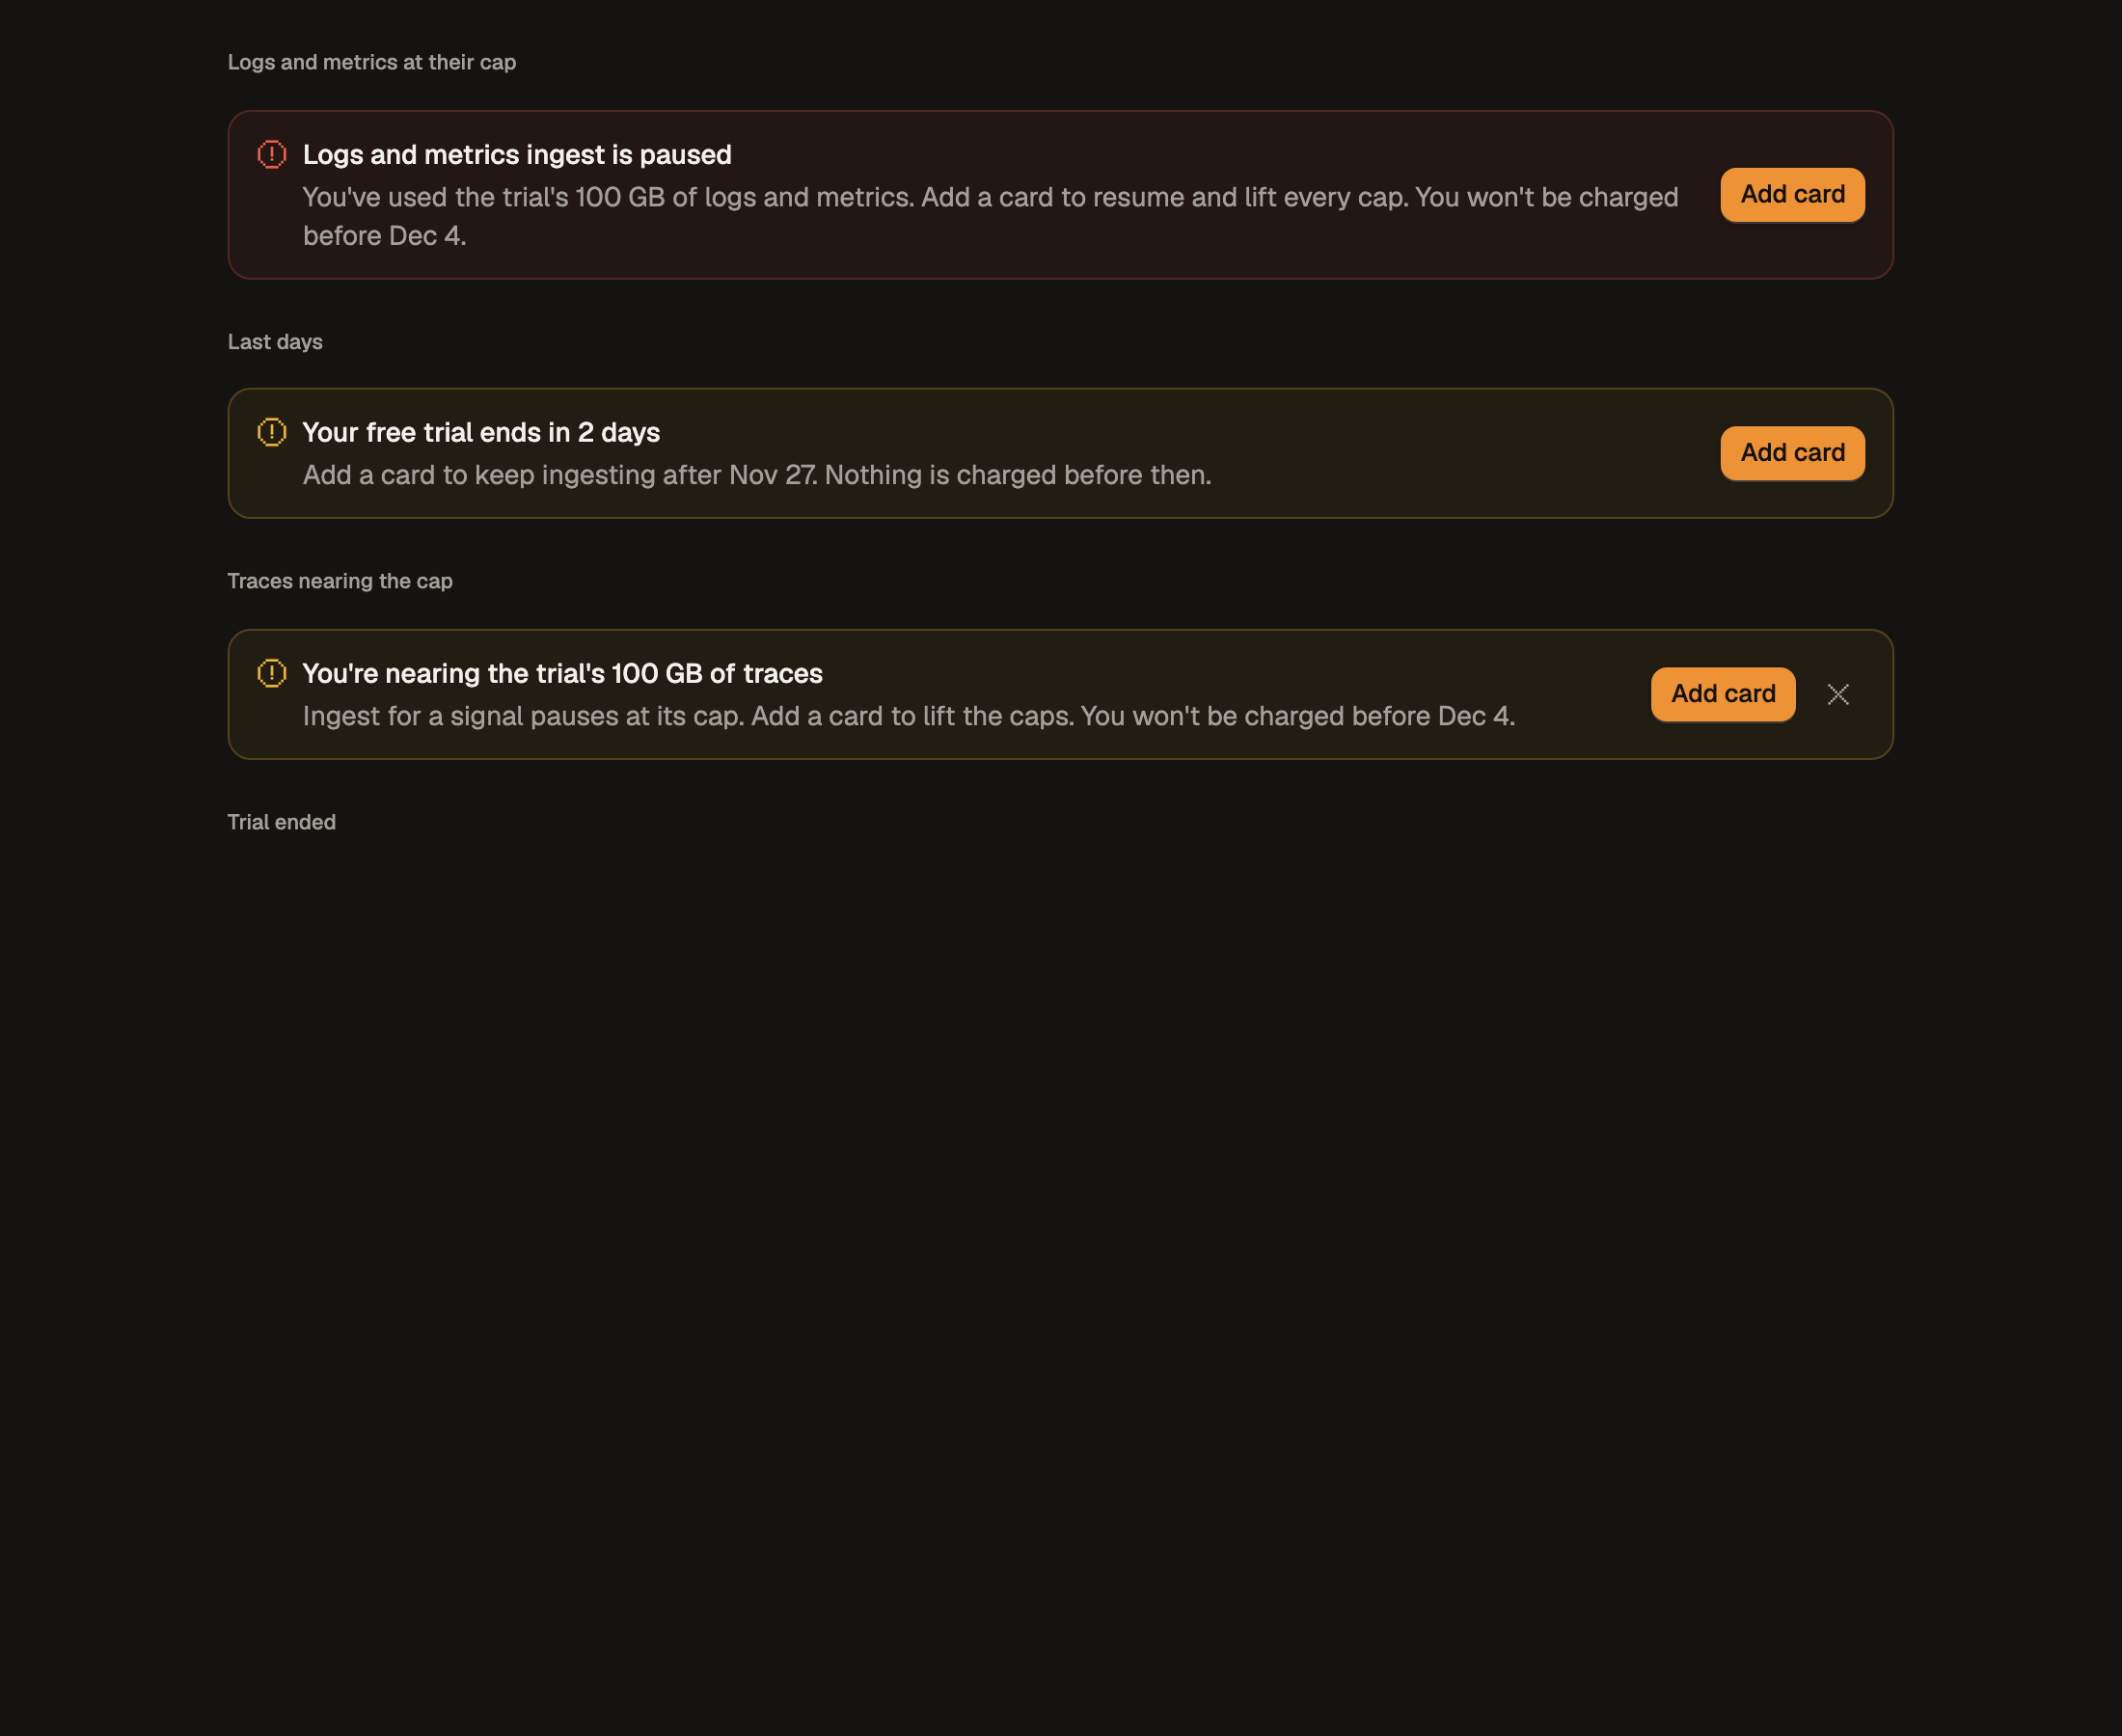 Logs and metrics at their cap
Logs and metrics ingest is paused
You've used the trial's 100 GB of logs and metrics. Add a card to resume and lift every cap. You won't be charged
before Dec 4.
Add card
Last days
Your free trial ends in 2 days
Add a card to keep ingesting after Nov 27. Nothing is charged before then.
Add card
Traces nearing the cap
You're nearing the trial's 100 GB of traces
Ingest for a signal pauses at its cap. Add a card to lift the caps. You won't be charged before Dec 4.
Add card
Trial ended